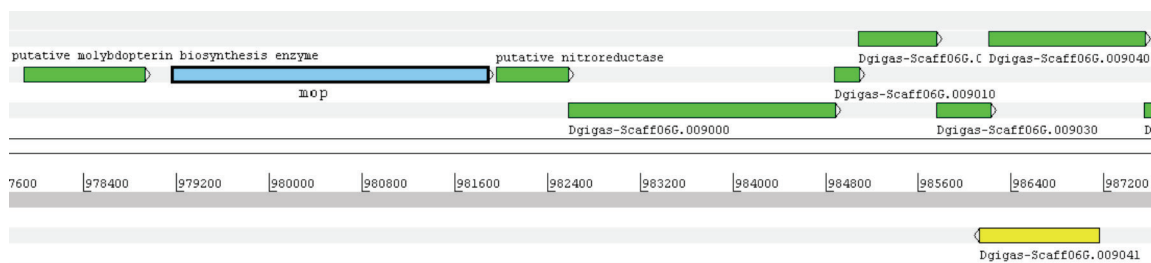 putative molybdopterin biosynthesis enzyme
putative nitroreductase
Dgigas-Scaff06G.0 Dgigas-Scaff06G.009040
mop
Dgigas-Scaff06G.009010
Dgigas-Scaff06G.009000
Dgigas-Scaff06G.009030
D
7600 978400 979200 980000 980800 981600 982400 983200 984000 984800 985600 986400 987200
Dgigas-Scaff06G.009041